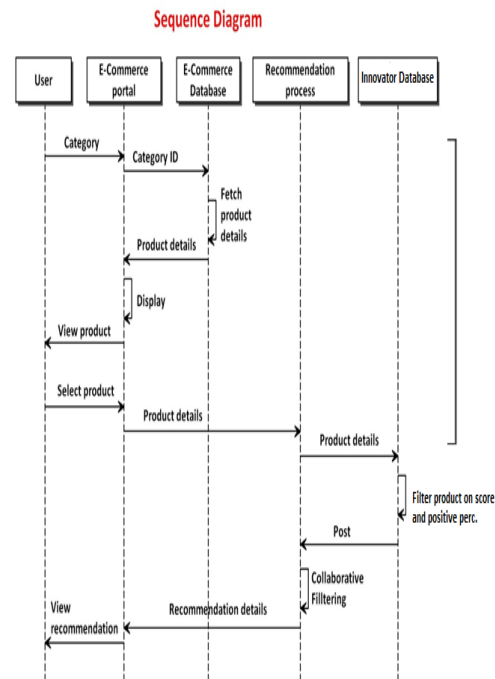 Sequence Diagram
User
E-Commerce
portal
E-Commerce
Database
Recommendation
process
Innovator Database
Category
Category ID
Fetch
product
details
Product details
Display
View product
Select product
Product details
Product details
Filter product on score
and positive perc.
Post
Collaborative
Filltering
View
recommendation
Recommendation details